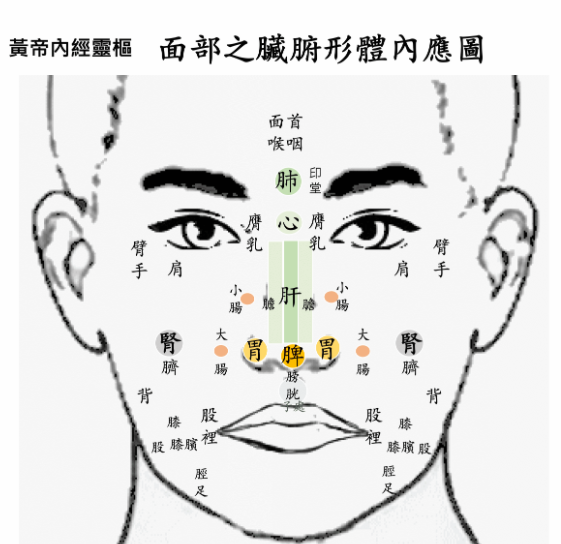 黃帝內經靈樞 面部之臟腑形體內應圖
面首
喉咽
肺 印堂
膺乳 心 膺乳
臂手 肩 肩 臂手
小腸 膽 肝 膽 小腸
腎 大腸 胃 脾 胃 大腸 腎
臍 臍
膀胱
子處
背 背
股裡 股裡
膝 膝
股 膝臏 膝臏 股
脛足 脛足